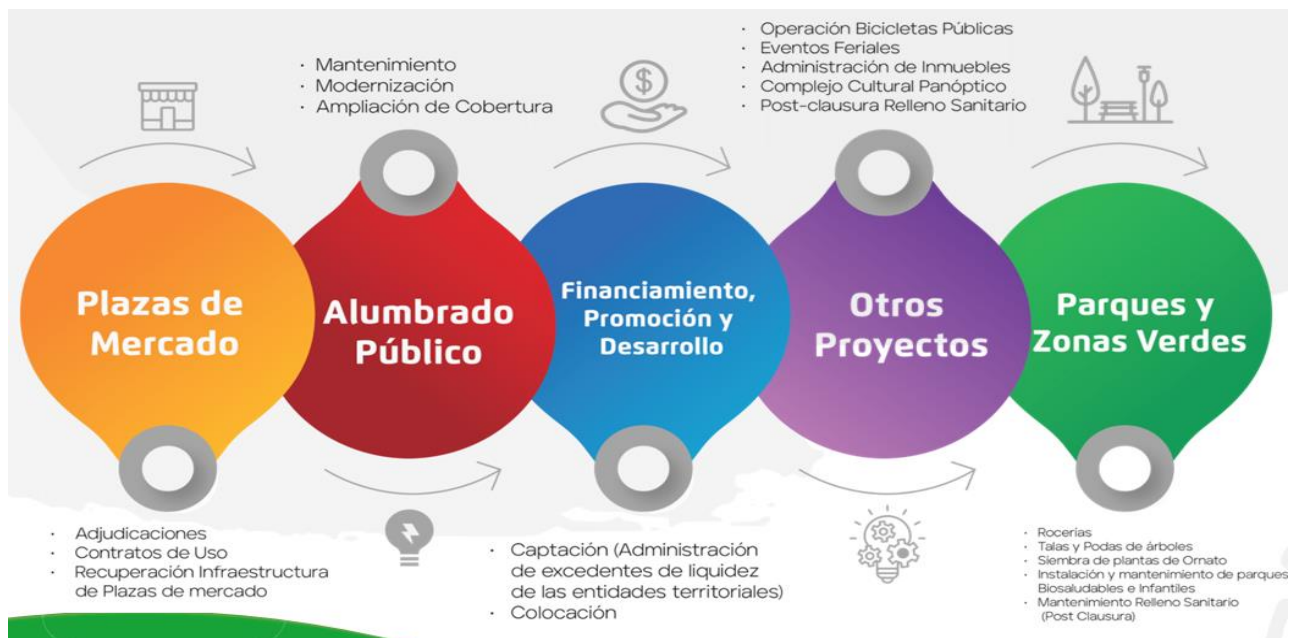 · Mantenimiento
· Modernización
· Ampliación de Cobertura
· Operación Bicicletas Públicas
· Eventos Feriales
· Administración de Inmuebles
· Complejo Cultural Panóptico
· Post-clausura Relleno Sanitario
Plazas de
Mercado
Alumbrado
Público
Financiamiento,
Promoción y
Desarrollo
Otros
Proyectos
Parques y
Zonas Verdes
· Adjudicaciones
· Contratos de Uso
· Recuperación Infraestructura
de Plazas de mercado
· Captación (Administración
de excedentes de liquidez
de las entidades territoriales)
· Colocación
· Rocerías
· Talas y Podas de árboles
· Siembra de plantas de Ornato
· Instalación y mantenimiento de parques
Biosaludables e Infantiles
· Mantenimiento Relleno Sanitario
(Post Clausura)